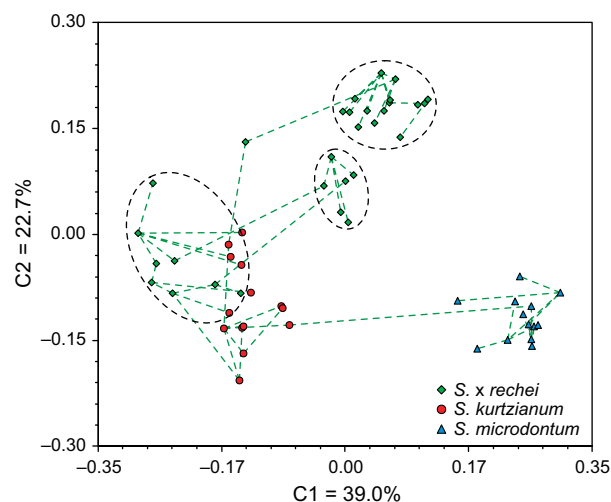 0.30
0.15
0.00
−0.15
−0.30
C2 = 22.7%
S. x rechei
S. kurtzianum
S. microdontum
−0.35
−0.17
0.00
0.17
0.35
C1 = 39.0%